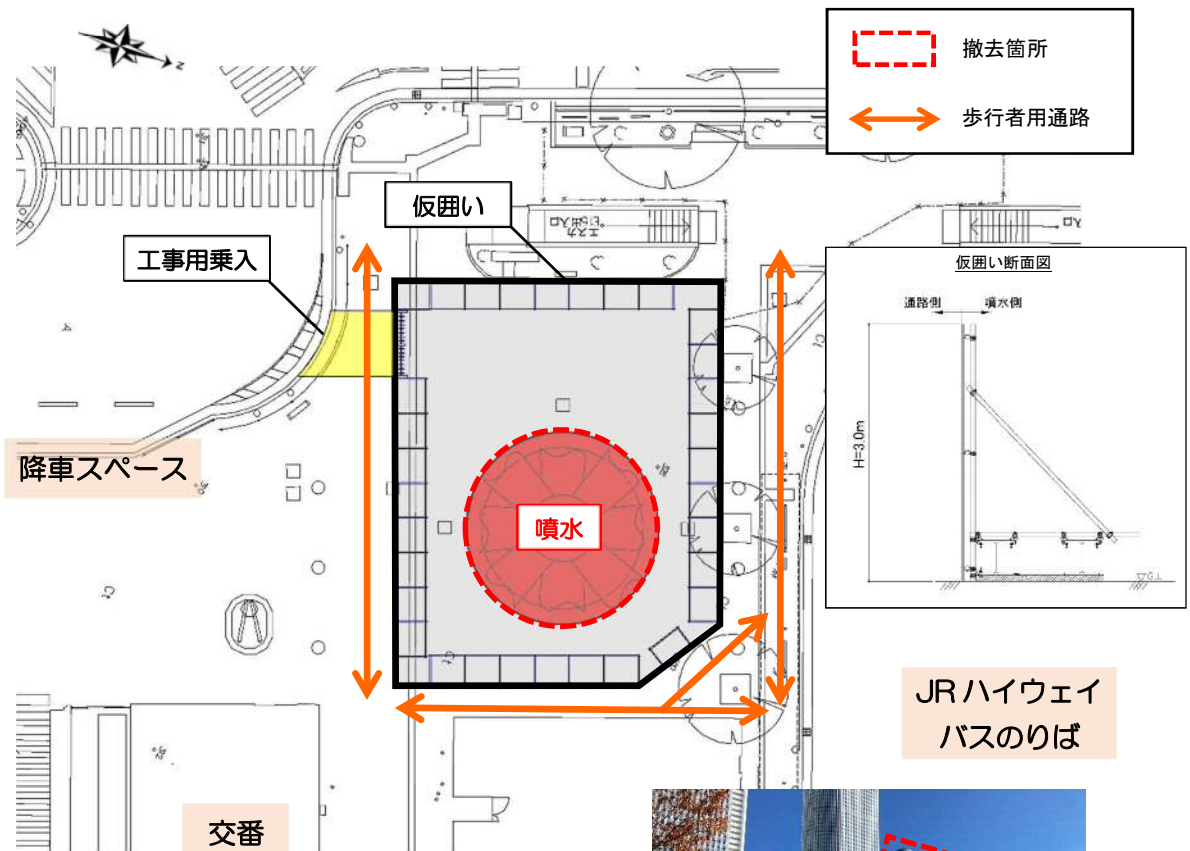 z
撤去箇所
歩行者用通路
仮囲い
工事用乗入
仮囲い断面図
通路側
噴水側
H=3.0m
▽G.L
降車スペース
噴水
JRハイウェイ
バスのりば
交番